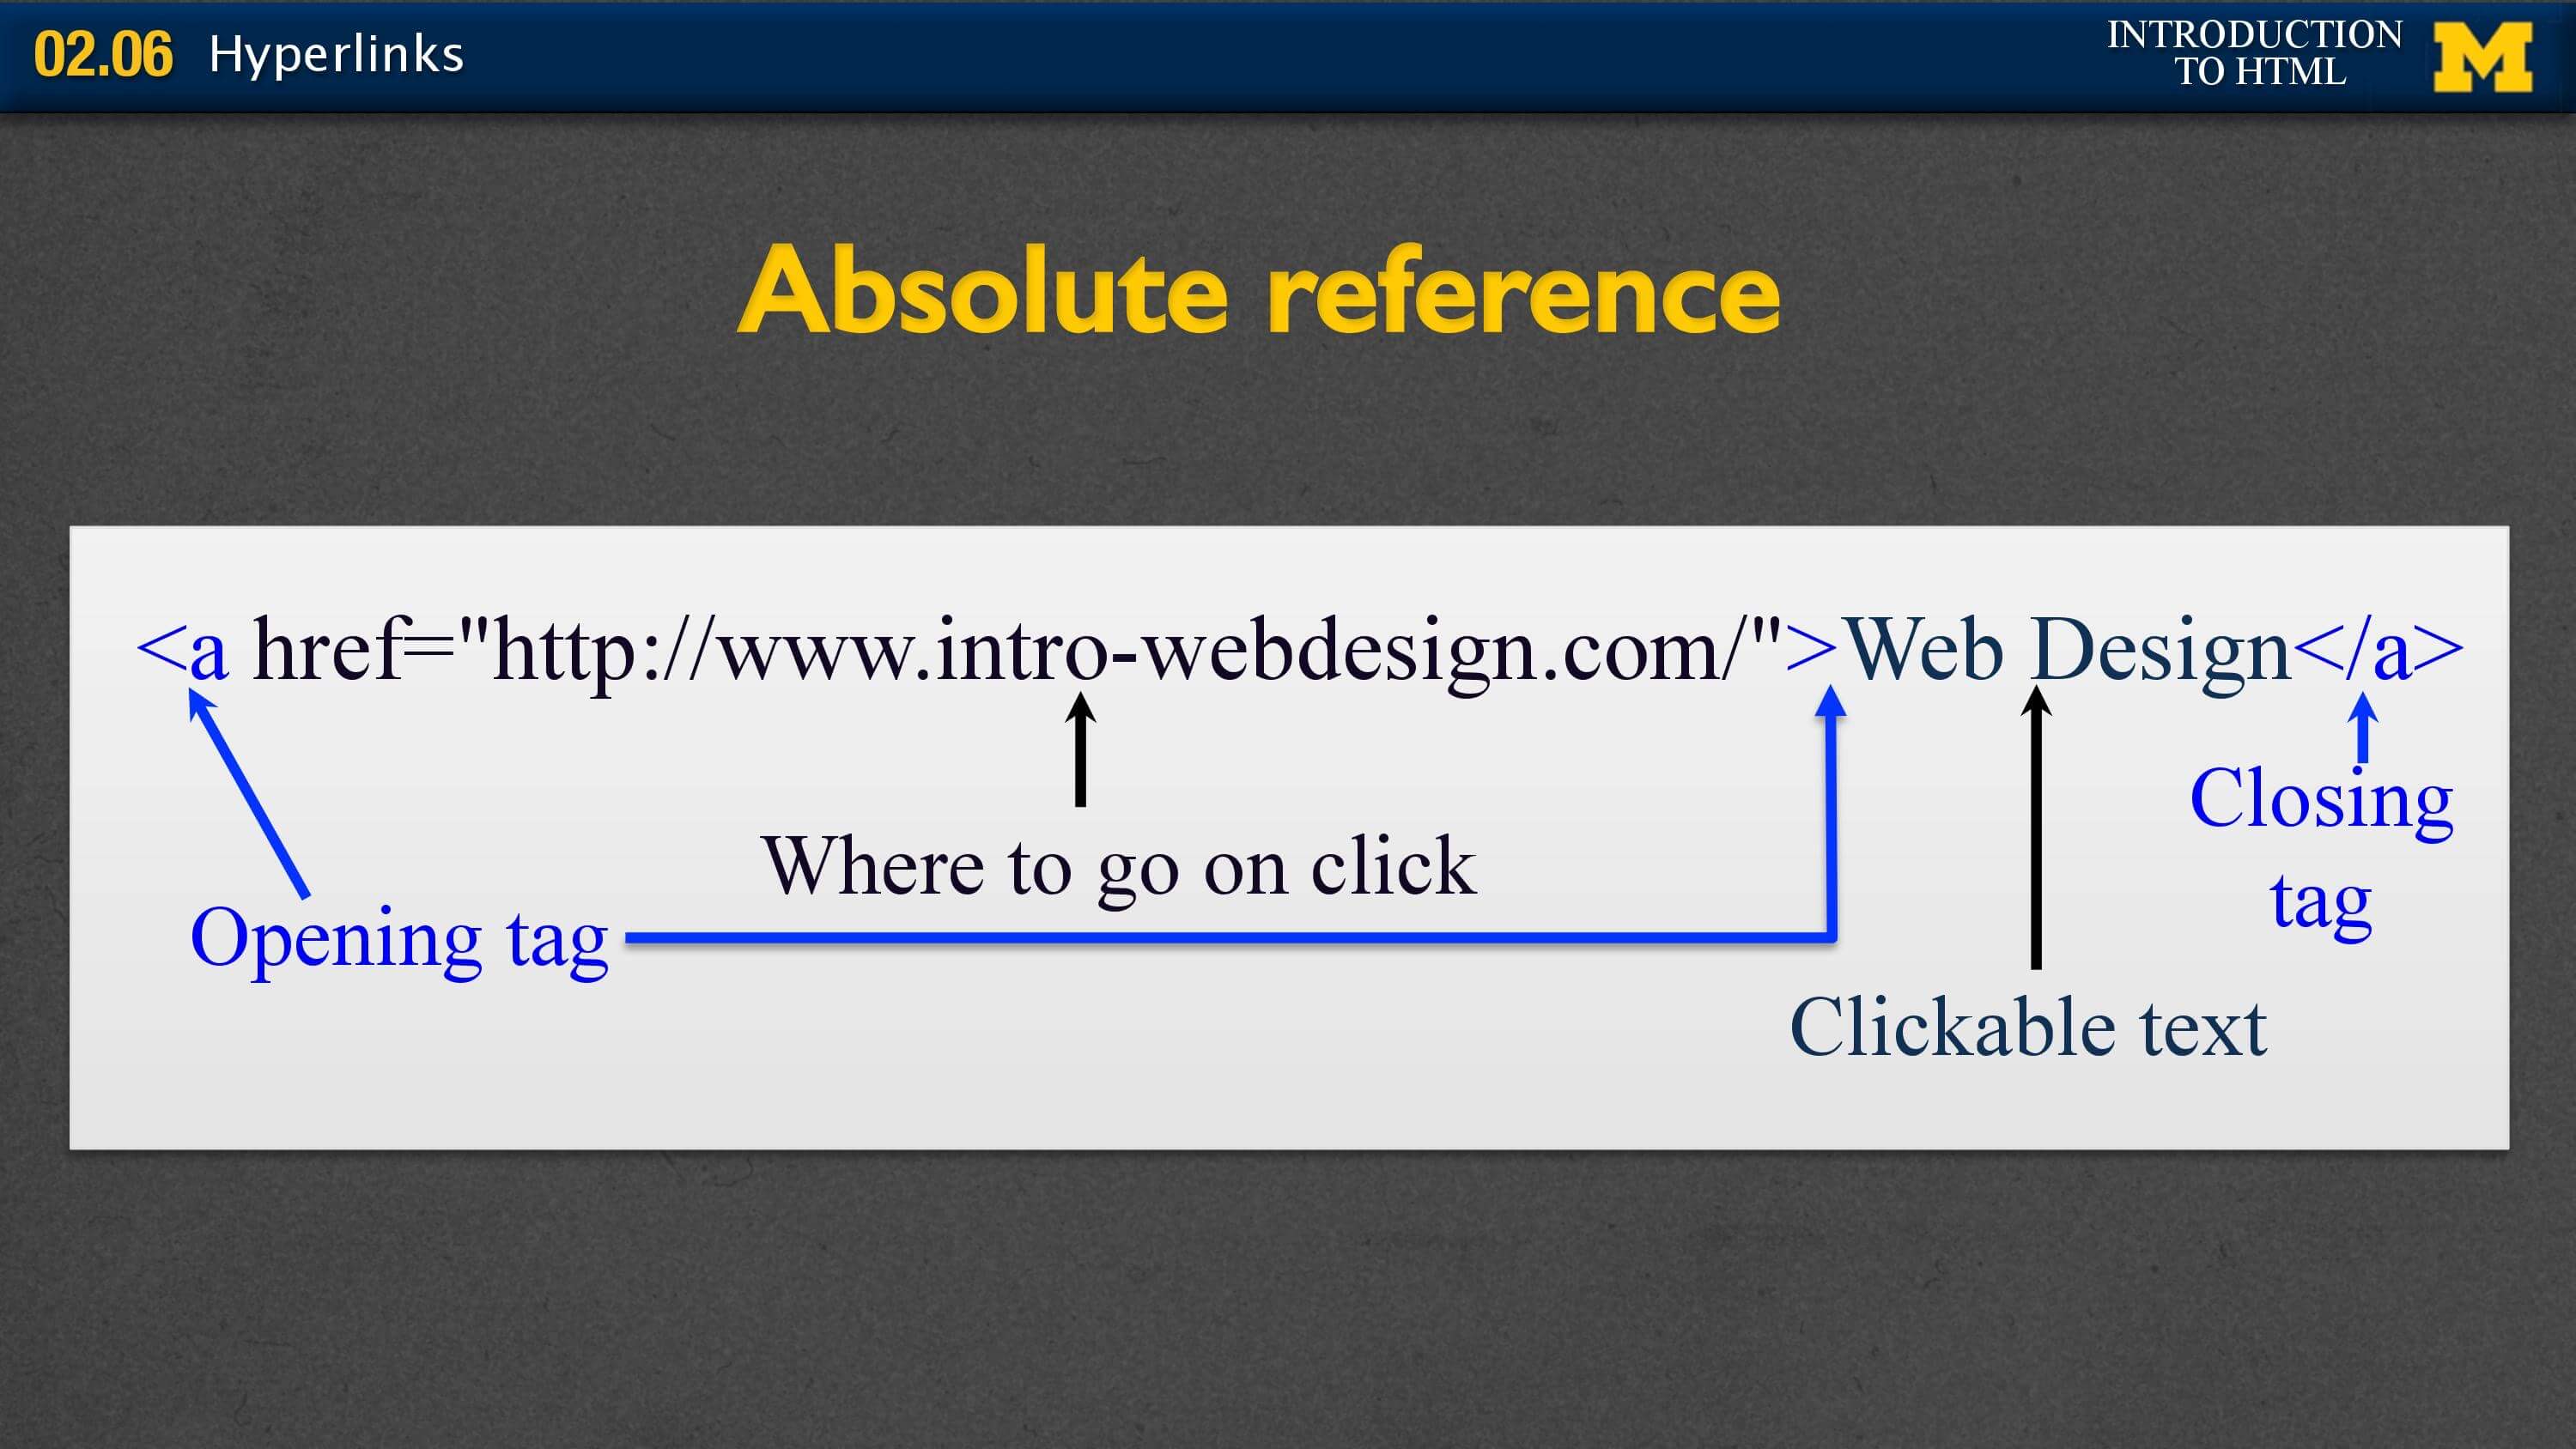 02.06 Hyperlinks
INTRODUCTION
TO HTML
M
Absolute reference
<a href="http://www.intro-webdesign.com/">Web Design</a>
Closing
tag
Where to go on click
Opening tag
Clickable text